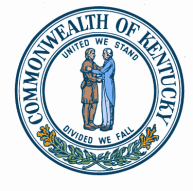 COMMONWEALTH OF KENTUCKY
UNITED WE STAND
DIVIDED WE FALL